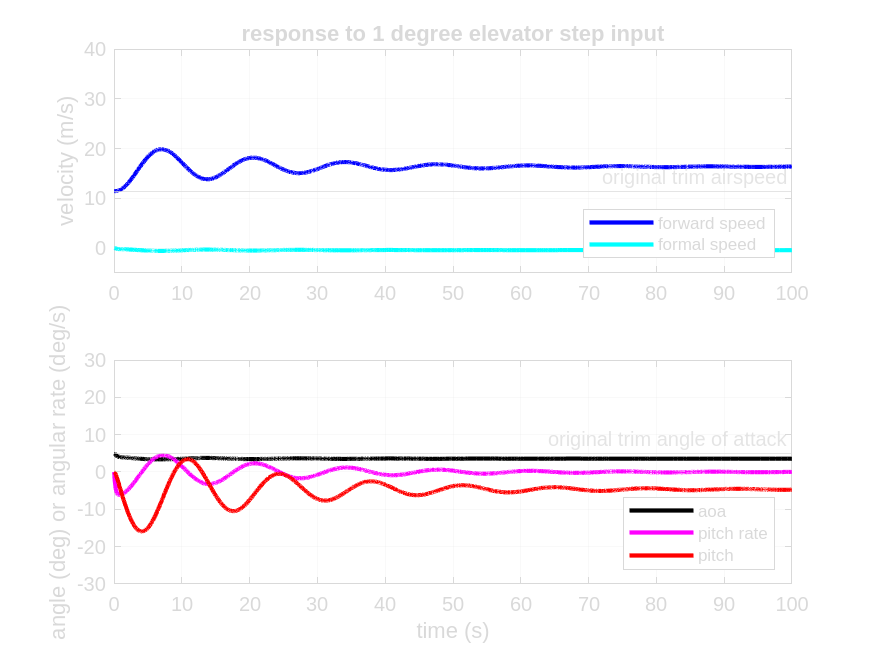 response to 1 degree elevator step input
velocity (m/s)
40
30
20
10
0
original trim airspeed
forward speed
formal speed
0 10 20 30 40 50 60 70 80 90 100
angle (deg) or angular rate (deg/s)
30
20
10
0
-10
-20
-30
original trim angle of attack
aoa
pitch rate
pitch
0 10 20 30 40 50 60 70 80 90 100
time (s)